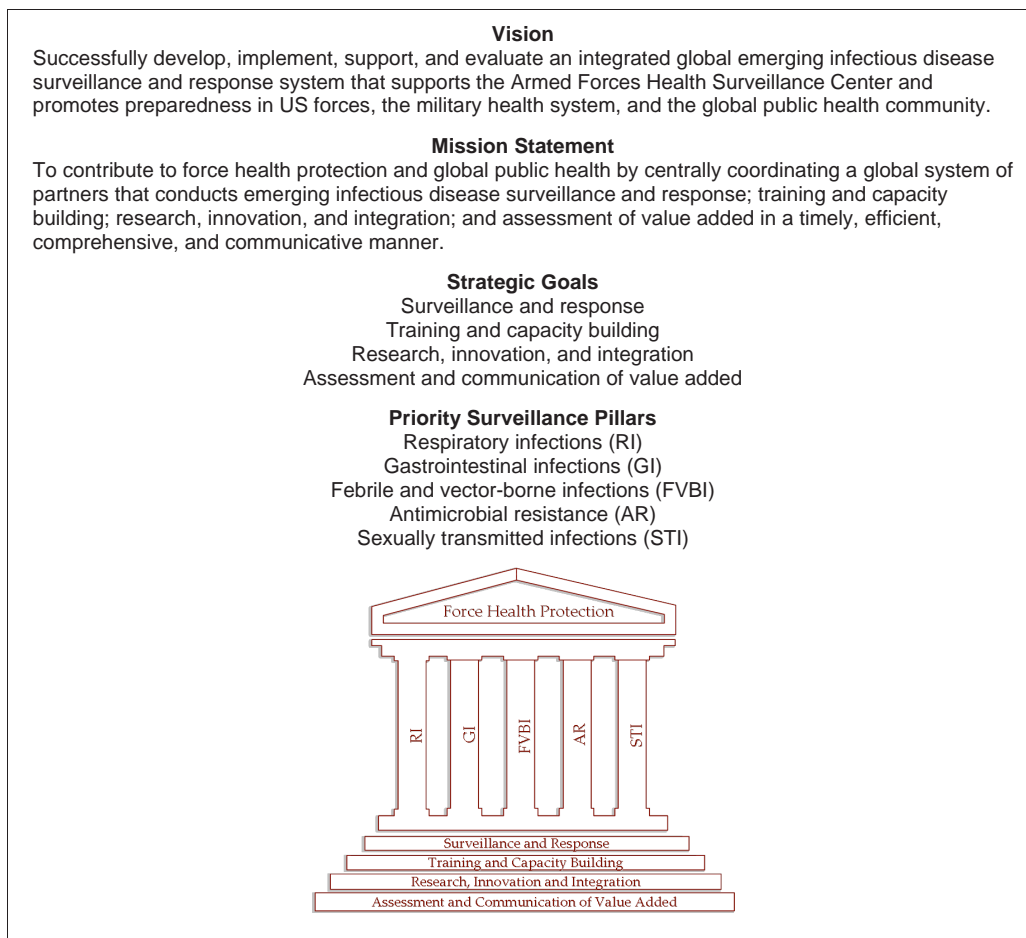 Vision
Successfully develop, implement, support, and evaluate an integrated global emerging infectious disease
surveillance and response system that supports the Armed Forces Health Surveillance Center and
promotes preparedness in US forces, the military health system, and the global public health community.
Mission Statement
To contribute to force health protection and global public health by centrally coordinating a global system of
partners that conducts emerging infectious disease surveillance and response; training and capacity
building; research, innovation, and integration; and assessment of value added in a timely, efficient,
comprehensive, and communicative manner.
Strategic Goals
Surveillance and response
Training and capacity building
Research, innovation, and integration
Assessment and communication of value added
Priority Surveillance Pillars
Respiratory infections (RI)
Gastrointestinal infections (GI)
Febrile and vector-borne infections (FVBI)
Antimicrobial resistance (AR)
Sexually transmitted infections (STI)
Force Health Protection
RI
GI
FVBI
AR
STI
Surveillance and Response
Training and Capacity Building
Research, Innovation and Integration
Assessment and Communication of Value Added